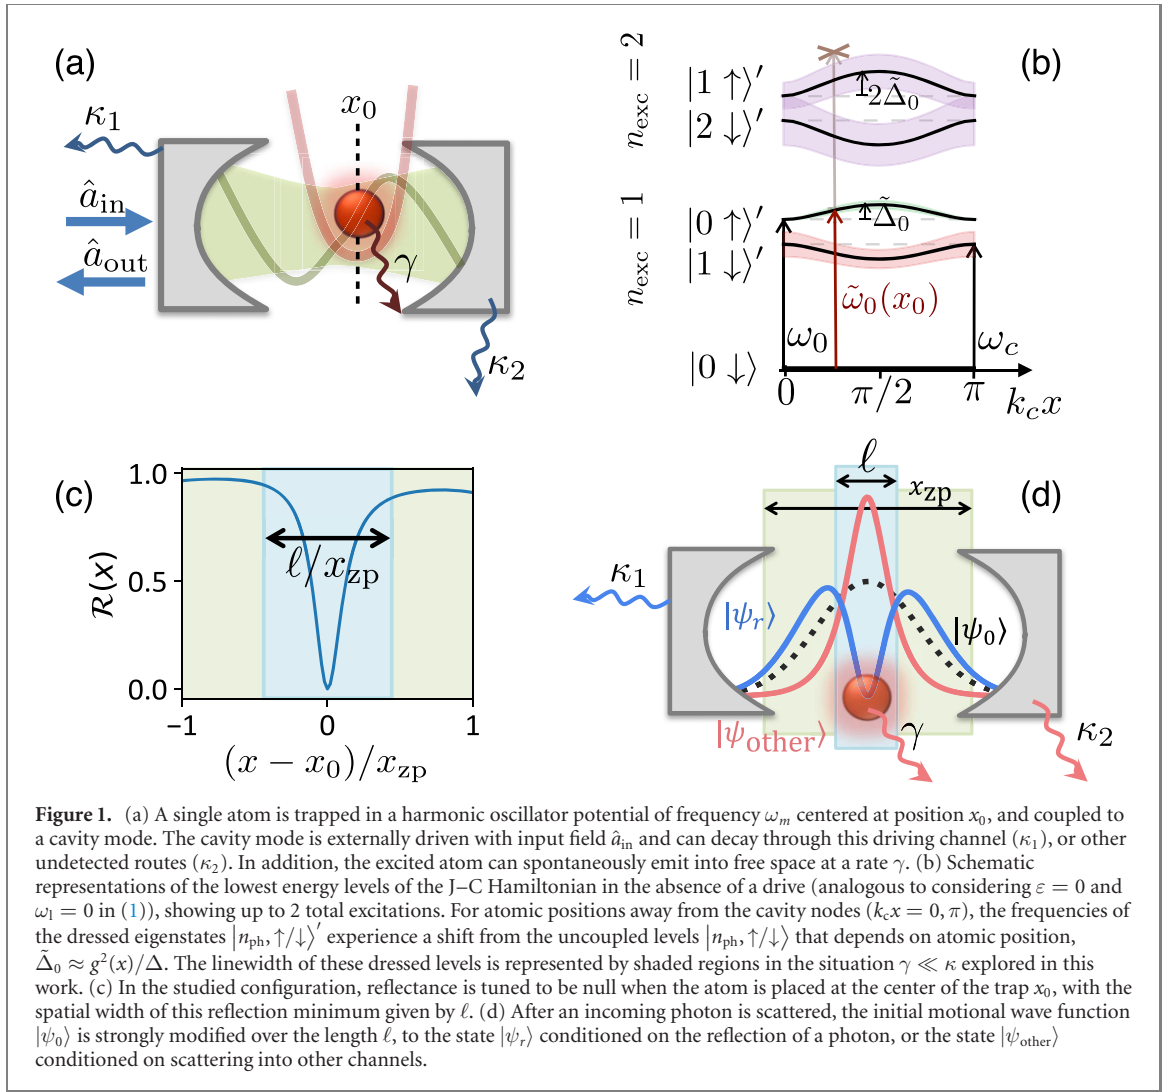 (a)
κ1
x0
âin
âout
γ
κ2
(b)
nexc = 2
|1 ↑⟩′
|2 ↓⟩′
2Δ̃0
nexc = 1
|0 ↑⟩′
|1 ↓⟩′
Δ̃0
ω̃0(x0)
ω0
ωc
|0 ↓⟩
0
π/2
π
kcx
(c)
1.0
0.5
0.0
R(x)
ℓ/xzp
−1
0
1
(x − x0)/xzp
(d)
ℓ
xzp
κ1
|ψr⟩
|ψ0⟩
|ψother⟩
γ
κ2
Figure 1. (a) A single atom is trapped in a harmonic oscillator potential of frequency ωm centered at position x0, and coupled to
a cavity mode. The cavity mode is externally driven with input field âin and can decay through this driving channel (κ1), or other
undetected routes (κ2). In addition, the excited atom can spontaneously emit into free space at a rate γ. (b) Schematic
representations of the lowest energy levels of the J–C Hamiltonian in the absence of a drive (analogous to considering ε = 0 and
ωl = 0 in (1)), showing up to 2 total excitations. For atomic positions away from the cavity nodes (kcx = 0, π), the frequencies of
the dressed eigenstates |nph, ↑/↓⟩′ experience a shift from the uncoupled levels |nph, ↑/↓⟩ that depends on atomic position,
Δ̃0 ≈ g²(x)/Δ. The linewidth of these dressed levels is represented by shaded regions in the situation γ ≪ κ explored in this
work. (c) In the studied configuration, reflectance is tuned to be null when the atom is placed at the center of the trap x0, with the
spatial width of this reflection minimum given by ℓ. (d) After an incoming photon is scattered, the initial motional wave function
|ψ0⟩ is strongly modified over the length ℓ, to the state |ψr⟩ conditioned on the reflection of a photon, or the state |ψother⟩
conditioned on scattering into other channels.